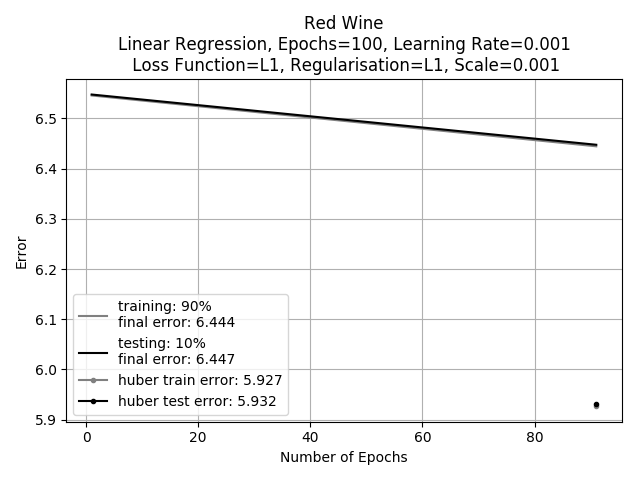 Red Wine
Linear Regression, Epochs=100, Learning Rate=0.001
Loss Function=L1, Regularisation=L1, Scale=0.001
Error
6.5
6.4
6.3
6.2
6.1
6.0
5.9
training: 90%
final error: 6.444
testing: 10%
final error: 6.447
huber train error: 5.927
huber test error: 5.932
0
20
40
60
80
Number of Epochs